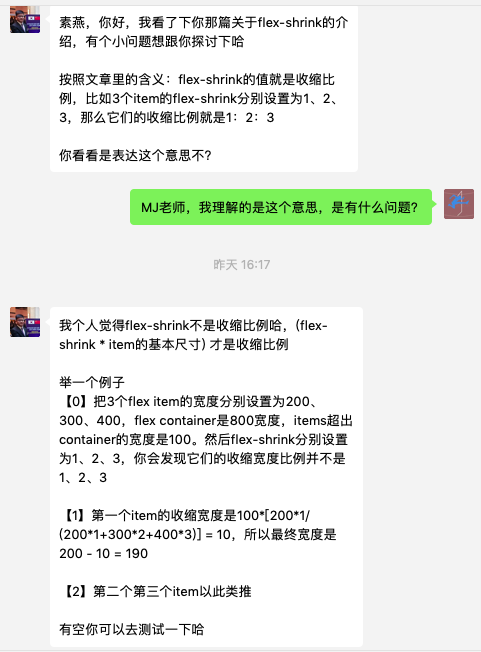 素燕，你好，我看了下你那篇关于flex-shrink的介
绍，有个小问题想跟你探讨下哈
按照文章里的含义：flex-shrink的值就是收缩比
例，比如3个item的flex-shrink分别设置为1、2、
3，那么它们的收缩比例就是1：2：3
你看看是表达这个意思不?
MJ老师，我理解的是这个意思，是有什么问题?
昨天 16:17
我个人觉得flex-shrink不是收缩比例哈，(flex-
shrink * item的基本尺寸) 才是收缩比例
举一个例子
【0】把3个flex item的宽度分别设置为200、
300、400，flex container是800宽度，items超出
container的宽度是100。然后flex-shrink分别设置
为1、2、3，你会发现它们的收缩宽度比例并不是
1、2、3
【1】第一个item的收缩宽度是100*[200*1/
(200*1+300*2+400*3)] = 10，所以最终宽度是
200 - 10 = 190
【2】第二个第三个item以此类推
有空你可以去测试一下哈